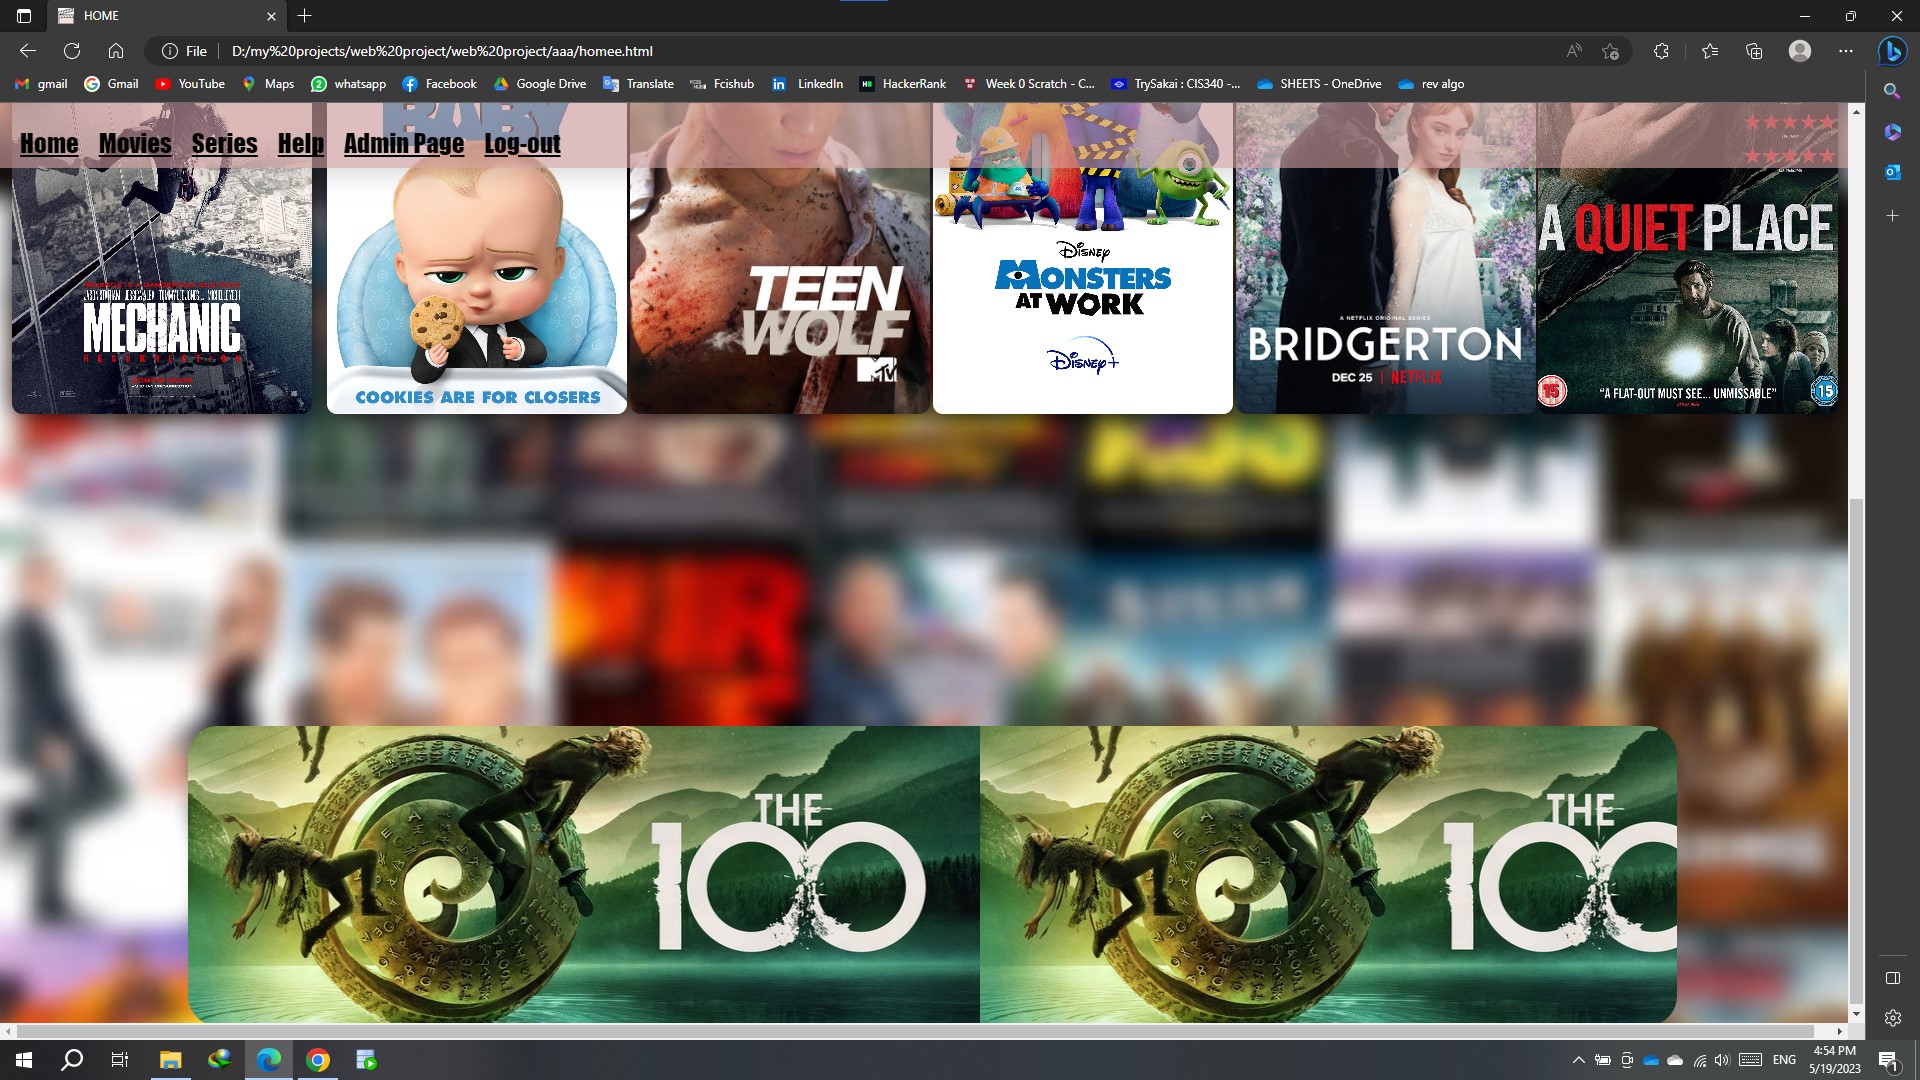 HOME
File
D:/my%20projects/web%20project/web%20project/aaa/homee.html
gmail
Gmail
YouTube
Maps
whatsapp
Facebook
Google Drive
Translate
Fcishub
LinkedIn
HackerRank
Week 0 Scratch - C...
TrySakai : CIS340 -...
SHEETS - OneDrive
rev algo
Home Movies Series Help Admin Page Log-out
BABY
MECHANIC
RESURRECTION
COOKIES ARE FOR CLOSERS
TEEN
WOLF
MTV
Disney
MONSTERS
AT WORK
Disney+
A NETFLIX ORIGINAL SERIES
BRIDGERTON
DEC 25 | NETFLIX
A QUIET PLACE
15
"A FLAT-OUT MUST SEE... UNMISSABLE"
15
THE
100
THE
100
ENG
4:54 PM
5/19/2023
1